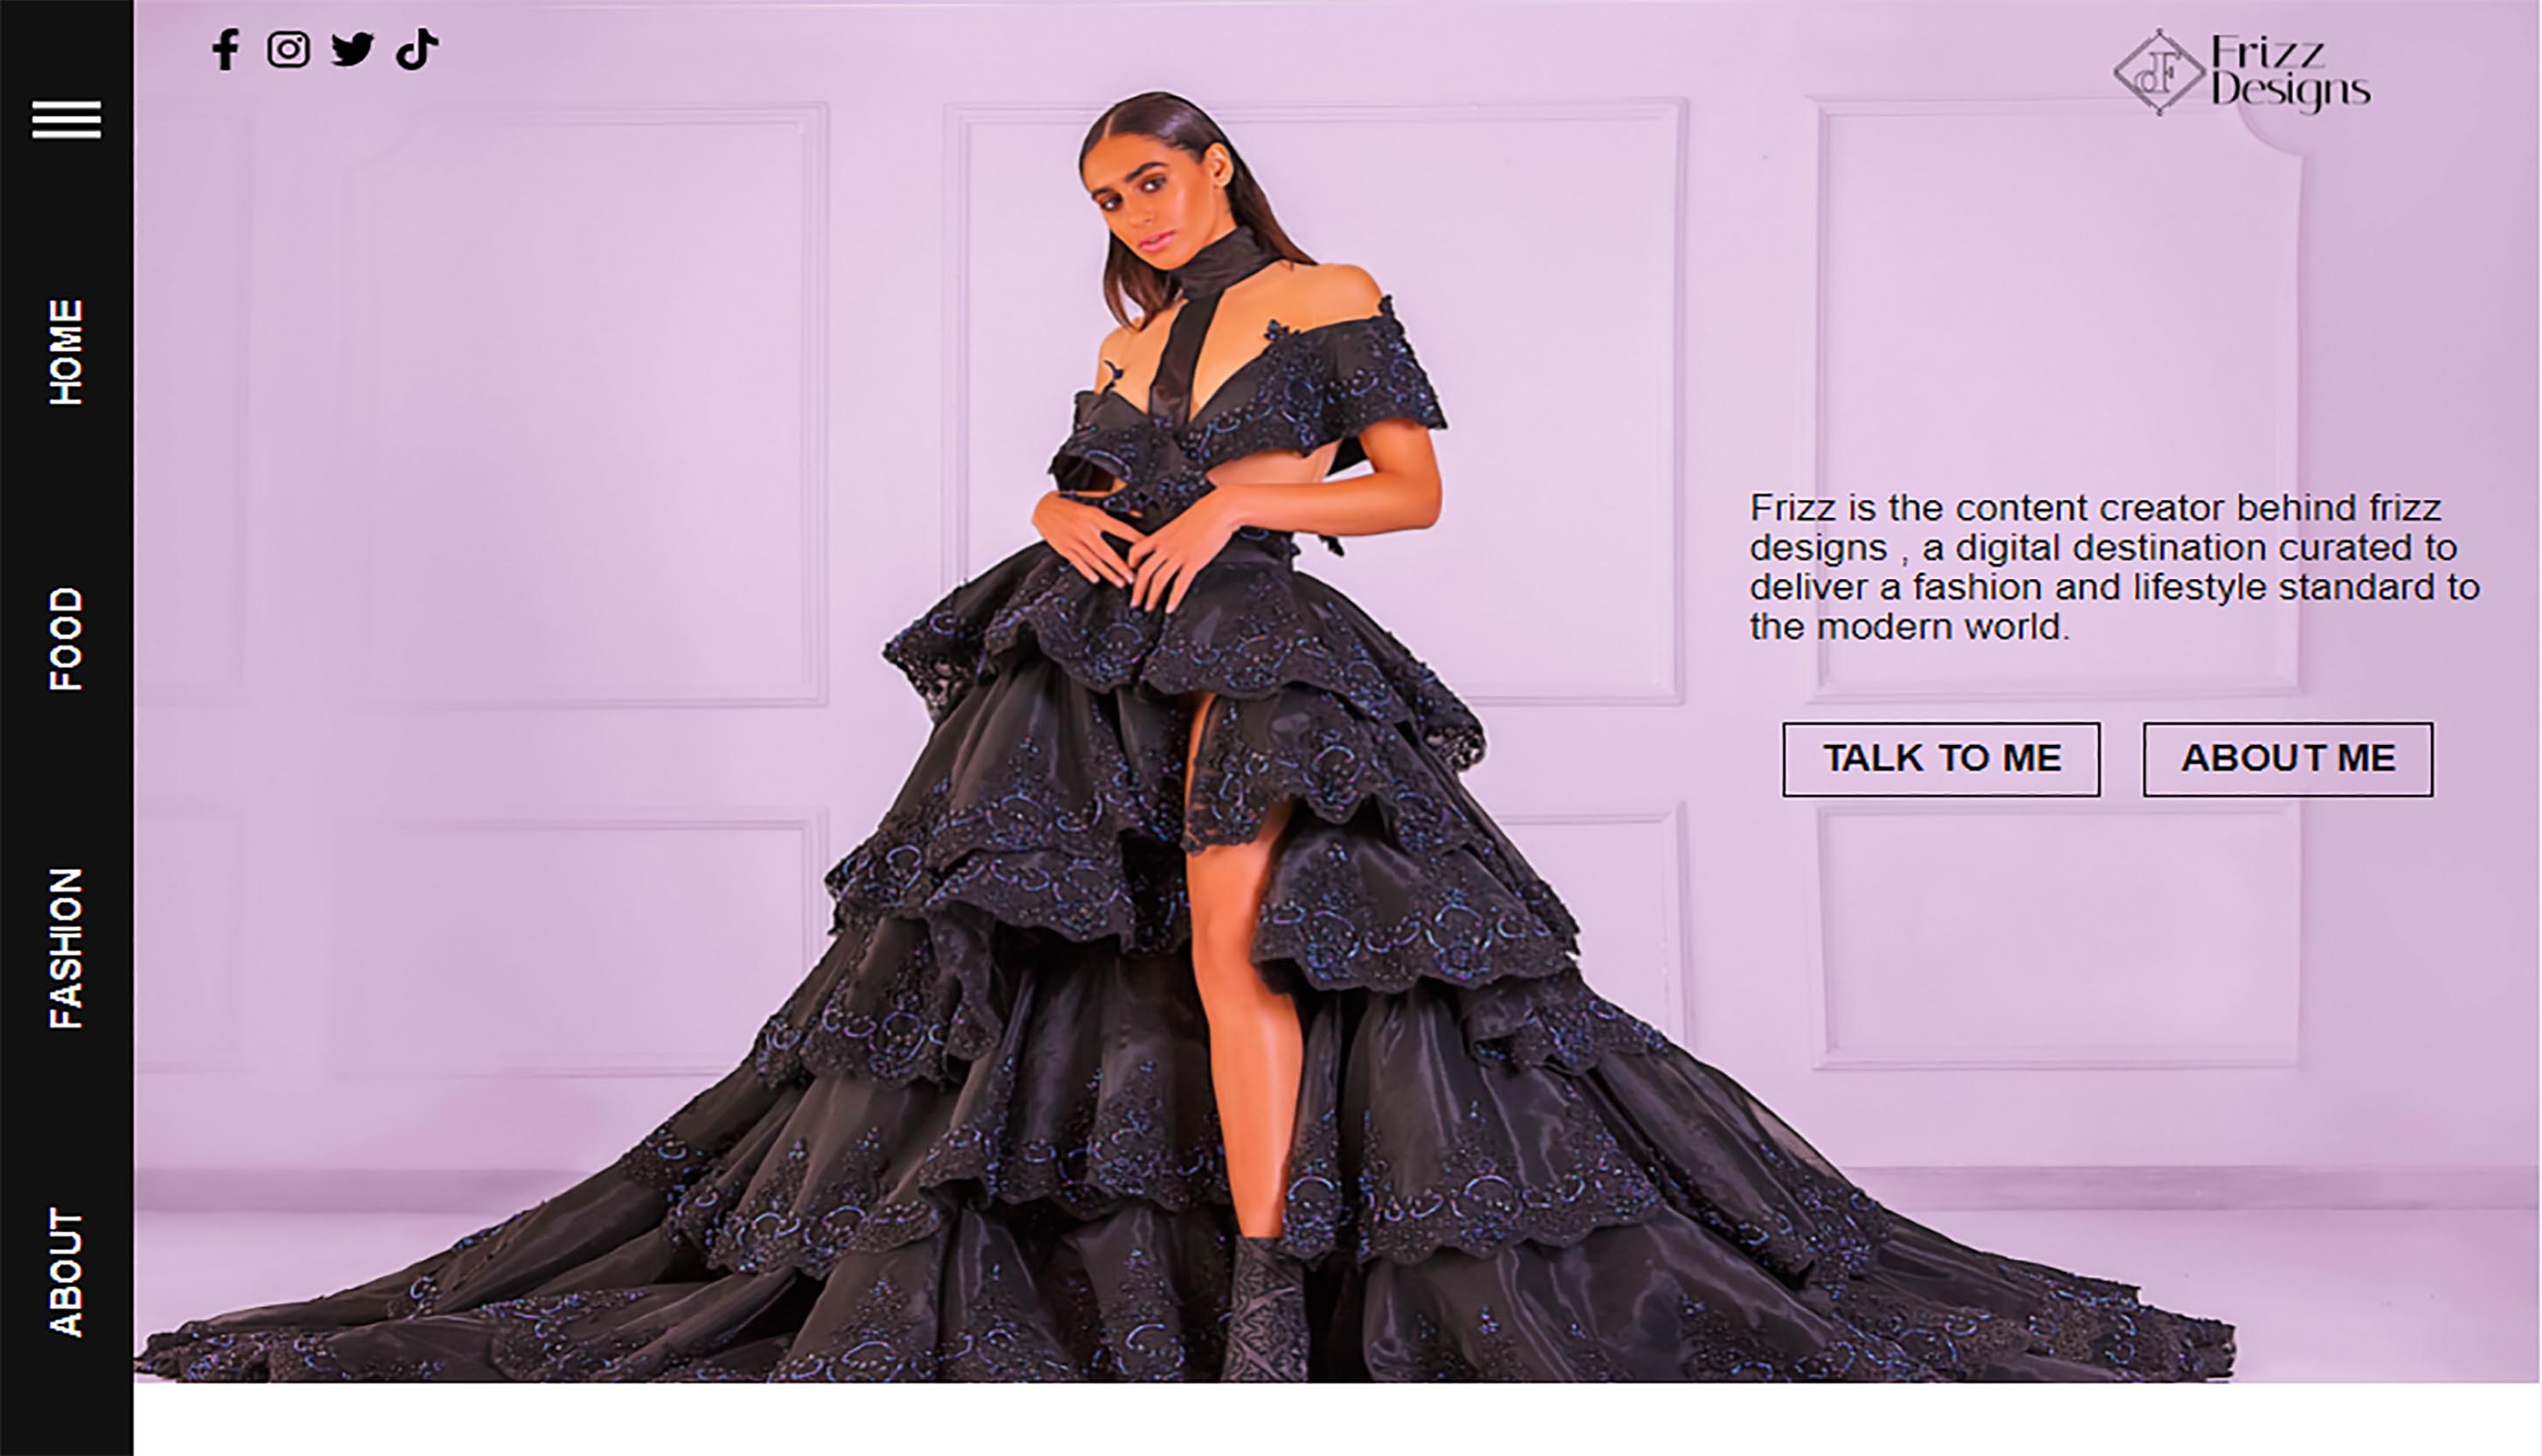 Frizz
Designs
HOME
FOOD
FASHION
ABOUT
Frizz is the content creator behind frizz
designs , a digital destination curated to
deliver a fashion and lifestyle standard to
the modern world.
TALK TO ME
ABOUT ME